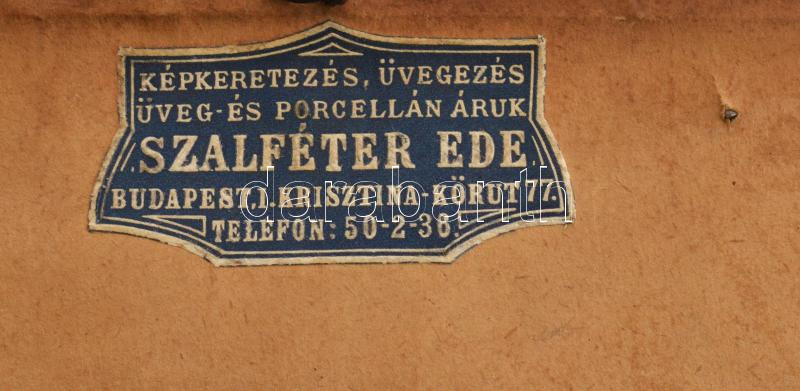 KÉPKERETEZÉS, ÜVEGEZÉS
ÜVEG-ÉS PORCELLÁN ÁRUK
SZALFÉTER EDE
BUDAPEST, I. KRISZTINA-KÖRUT 77.
TELEFON: 50-2-36.
darabanth